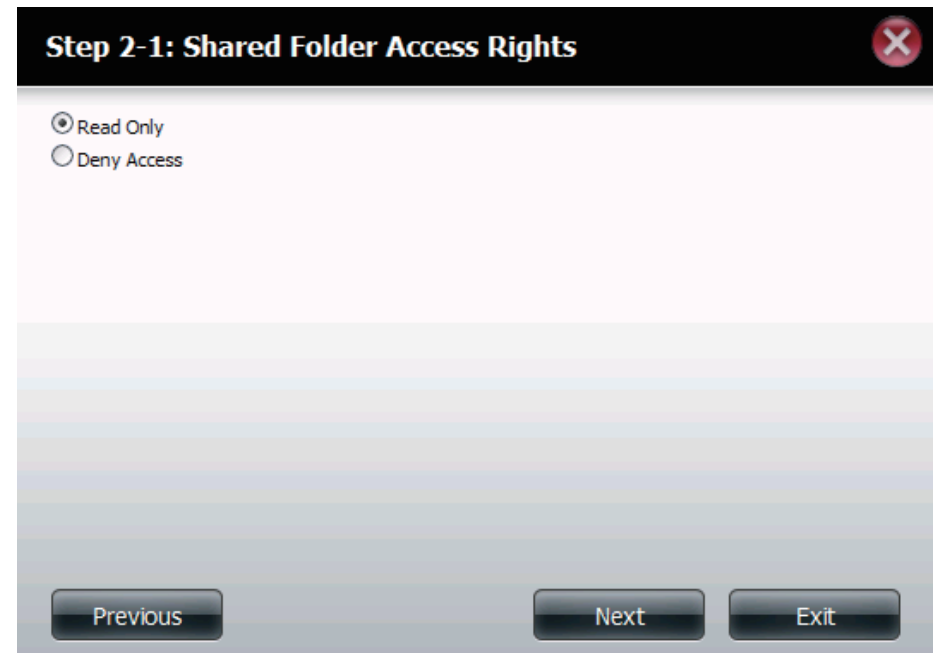 Step 2-1: Shared Folder Access Rights
Read Only
Deny Access
Previous Next Exit